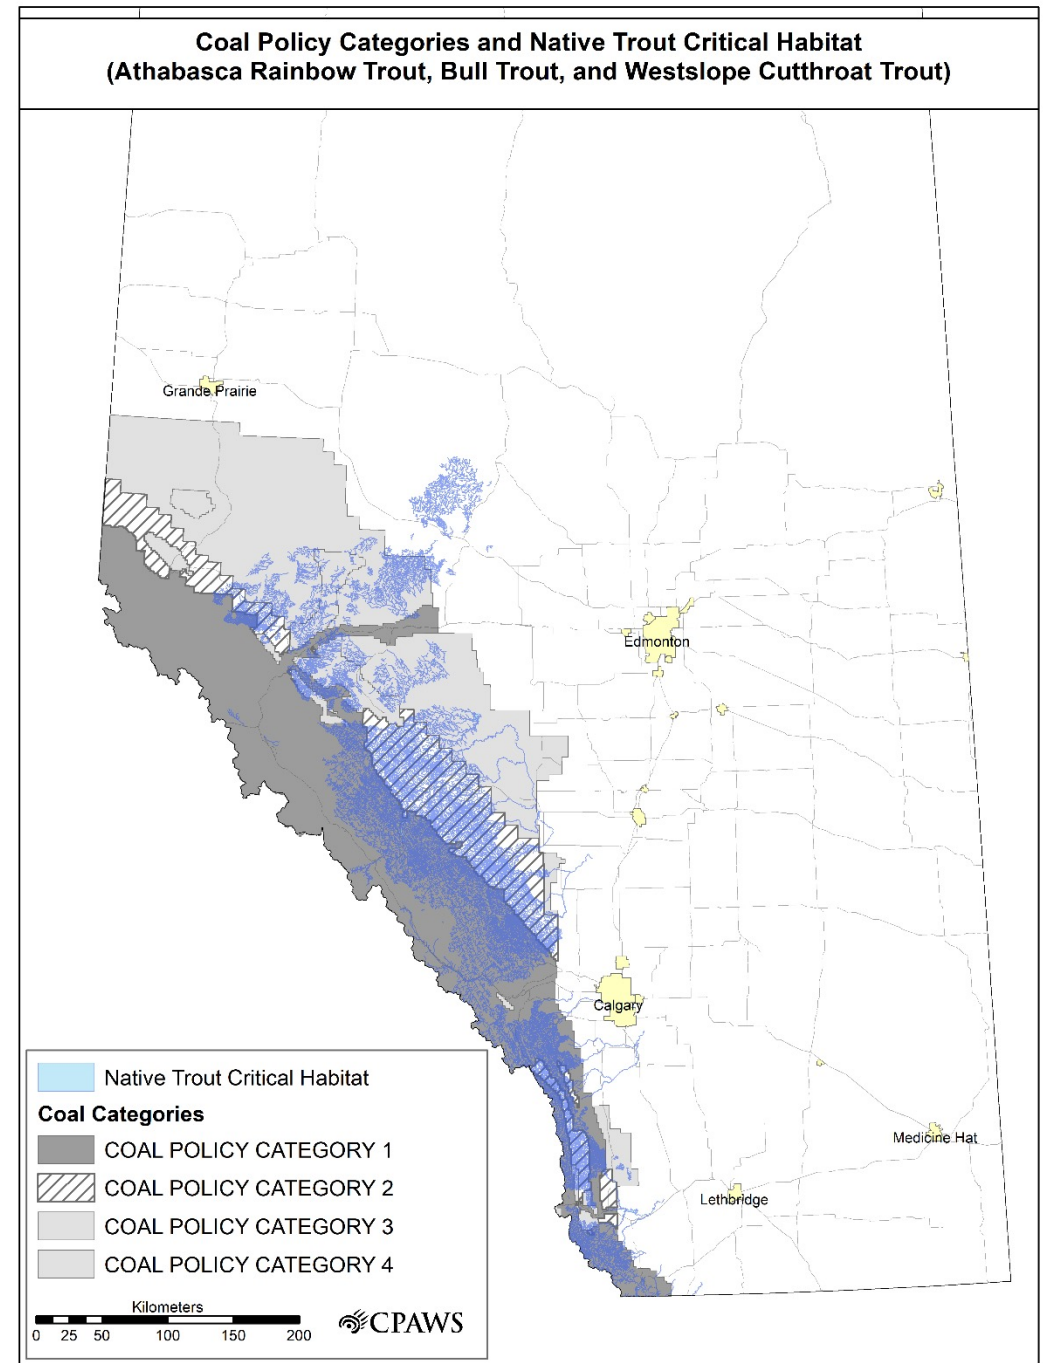 Coal Policy Categories and Native Trout Critical Habitat
(Athabasca Rainbow Trout, Bull Trout, and Westslope Cutthroat Trout)
Grande Prairie
Edmonton
Calgary
Medicine Hat
Lethbridge
Native Trout Critical Habitat
Coal Categories
COAL POLICY CATEGORY 1
COAL POLICY CATEGORY 2
COAL POLICY CATEGORY 3
COAL POLICY CATEGORY 4
Kilometers
0 25 50 100 150 200
CPAWS